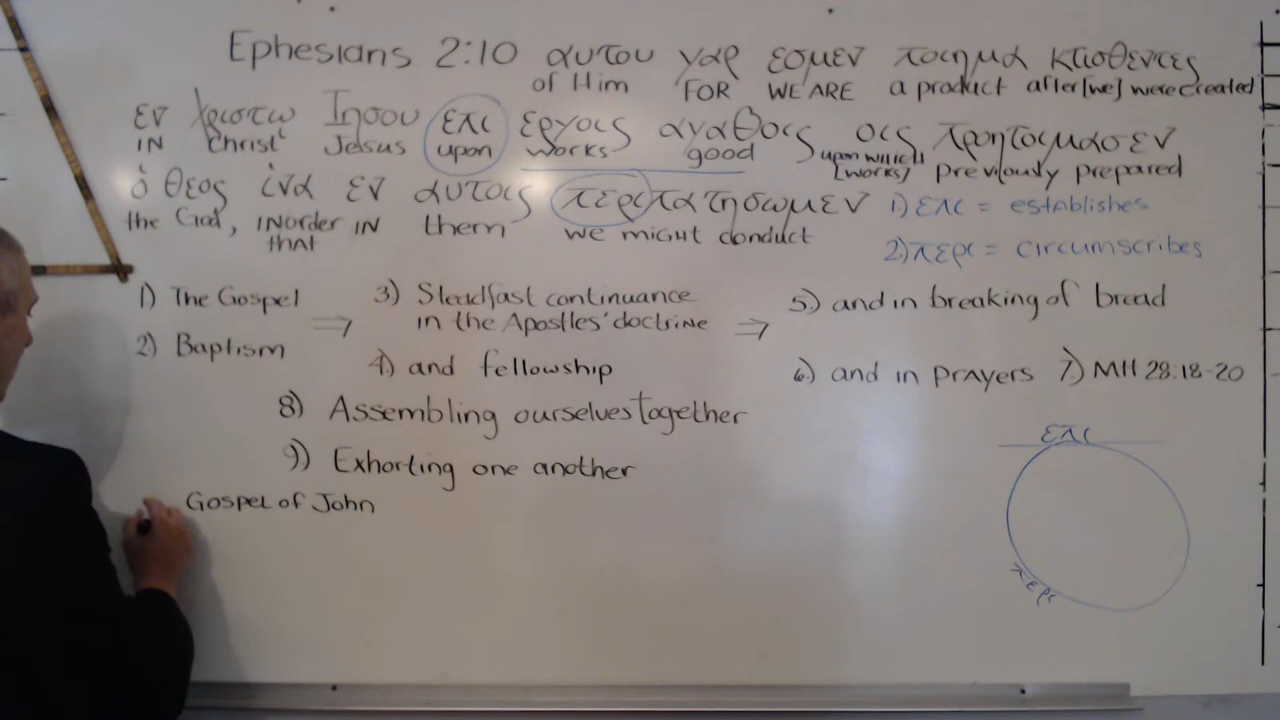 Ephesians 2:10 αυτου γαρ εσμεν ποιημα κτισθεντες
of Him FOR WE ARE a product after [we] were created
εν Χριστω Ιησου επι εργοις αγαθοις οις προητοιμασεν
IN Christ Jesus upon works good upon which [works] previously prepared
ὁ θεος ἱνα εν αυτοις περιπατησωμεν 1) επι = establishes
the God, INorder that IN them we might conduct
2) περι = circumscribes
1) The Gospel
2) Baptism
⇒
3) Steadfast continuance
in the Apostles' doctrine
4) and fellowship
⇒
5) and in breaking of bread
6) and in prayers 7) Mtt 28:18-20
8) Assembling ourselves together
9) Exhorting one another
Gospel of John
επι
περι